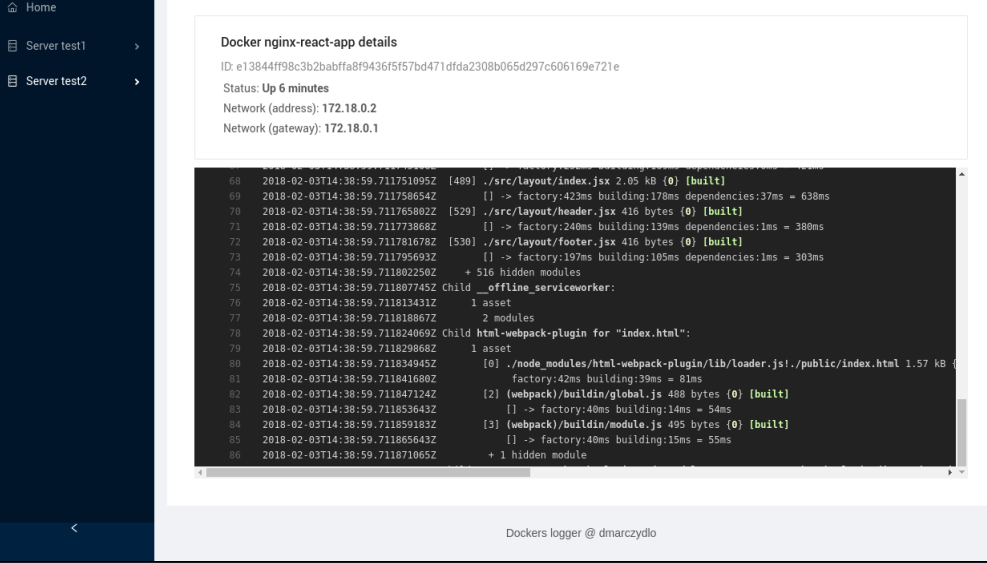 Home
Server test1
Server test2
Docker nginx-react-app details
ID: e13844ff98c3b2babffa8f9436f5f57bd471dfda2308b065d297c606169e721e
Status: Up 6 minutes
Network (address): 172.18.0.2
Network (gateway): 172.18.0.1
68 2018-02-03T14:38:59.711751095Z [489] ./src/layout/index.jsx 2.05 kB {0} [built]
69 2018-02-03T14:38:59.711758654Z [] -> factory:423ms building:178ms dependencies:37ms = 638ms
70 2018-02-03T14:38:59.711765802Z [529] ./src/layout/header.jsx 416 bytes {0} [built]
71 2018-02-03T14:38:59.711773868Z [] -> factory:240ms building:139ms dependencies:1ms = 380ms
72 2018-02-03T14:38:59.711781678Z [530] ./src/layout/footer.jsx 416 bytes {0} [built]
73 2018-02-03T14:38:59.711795693Z [] -> factory:197ms building:105ms dependencies:1ms = 303ms
74 2018-02-03T14:38:59.711802250Z + 516 hidden modules
75 2018-02-03T14:38:59.711807745Z Child __offline_serviceworker:
76 2018-02-03T14:38:59.711813431Z 1 asset
77 2018-02-03T14:38:59.711818867Z 2 modules
78 2018-02-03T14:38:59.711824069Z Child html-webpack-plugin for "index.html":
79 2018-02-03T14:38:59.711829868Z 1 asset
80 2018-02-03T14:38:59.711834945Z [0] ./node_modules/html-webpack-plugin/lib/loader.js!./public/index.html 1.57 kB {
81 2018-02-03T14:38:59.711841680Z factory:42ms building:39ms = 81ms
82 2018-02-03T14:38:59.711847124Z [2] (webpack)/buildin/global.js 488 bytes {0} [built]
83 2018-02-03T14:38:59.711853643Z [] -> factory:40ms building:14ms = 54ms
84 2018-02-03T14:38:59.711859183Z [3] (webpack)/buildin/module.js 495 bytes {0} [built]
85 2018-02-03T14:38:59.711865643Z [] -> factory:40ms building:15ms = 55ms
86 2018-02-03T14:38:59.711871065Z + 1 hidden module
Dockers logger @ dmarczydlo